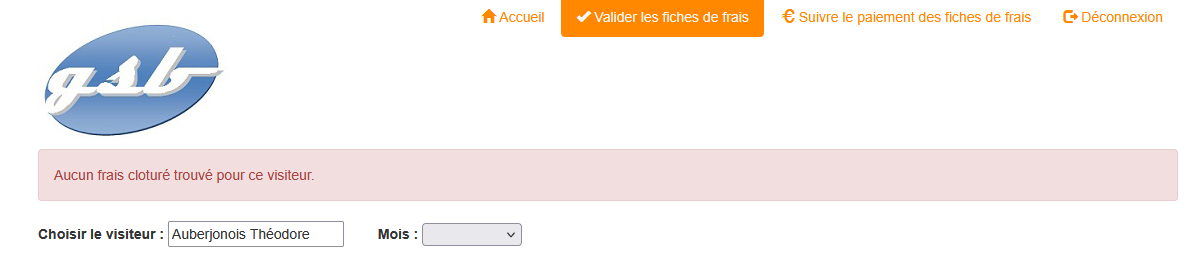 Accueil Valider les fiches de frais € Suivre le paiement des fiches de frais Déconnexion
gsb
Aucun frais cloturé trouvé pour ce visiteur.
Choisir le visiteur : Auberjonois Théodore Mois :